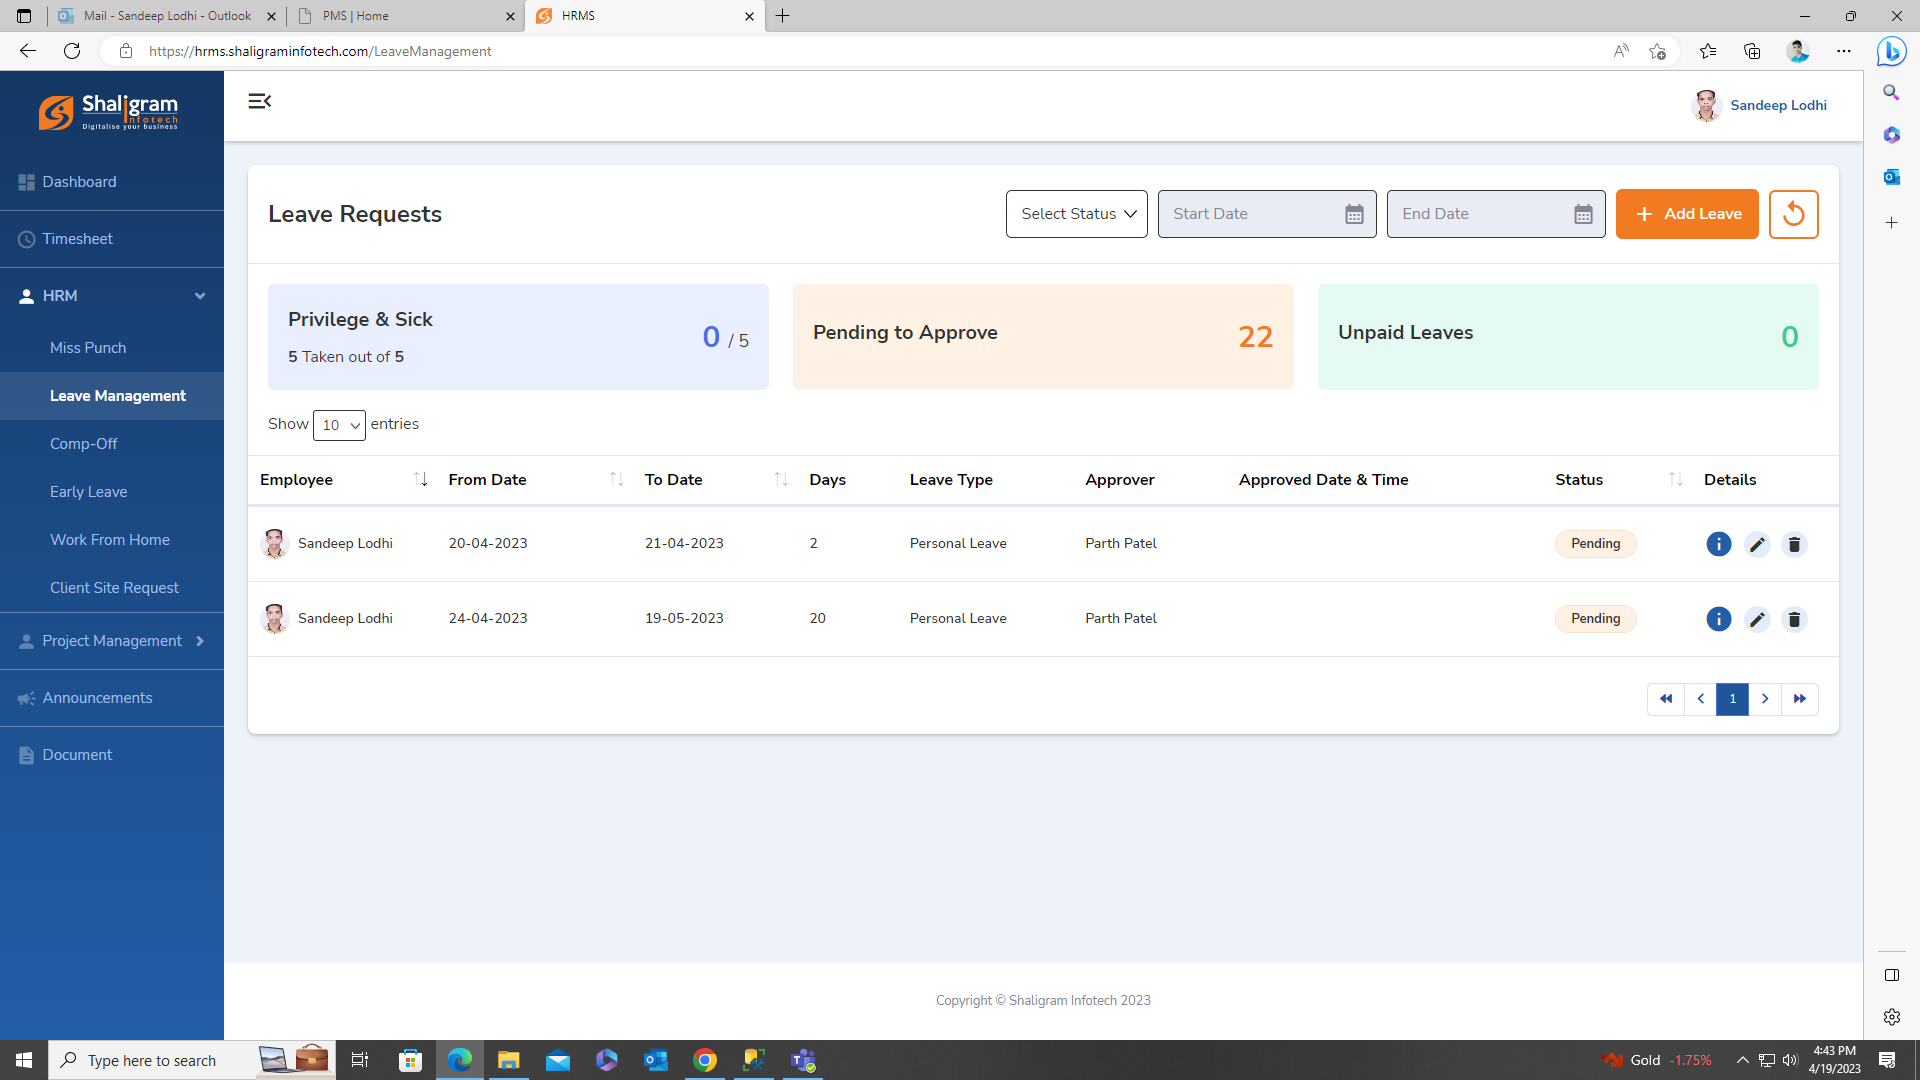 Mail - Sandeep Lodhi - Outlook
PMS | Home
HRMS
https://hrms.shaligraminfotech.com/LeaveManagement
Shaligram
Infotech
Digitalise your business
Sandeep Lodhi
Dashboard
Timesheet
HRM
Miss Punch
Leave Management
Comp-Off
Early Leave
Work From Home
Client Site Request
Project Management
Announcements
Document
Leave Requests
Select Status
Start Date
End Date
+ Add Leave
Privilege & Sick
5 Taken out of 5
0 / 5
Pending to Approve
22
Unpaid Leaves
0
Show 10 entries
Employee From Date To Date Days Leave Type Approver Approved Date & Time Status Details
Sandeep Lodhi 20-04-2023 21-04-2023 2 Personal Leave Parth Patel Pending
Sandeep Lodhi 24-04-2023 19-05-2023 20 Personal Leave Parth Patel Pending
1
Copyright © Shaligram Infotech 2023
Type here to search
Gold -1.75%
4:43 PM
4/19/2023